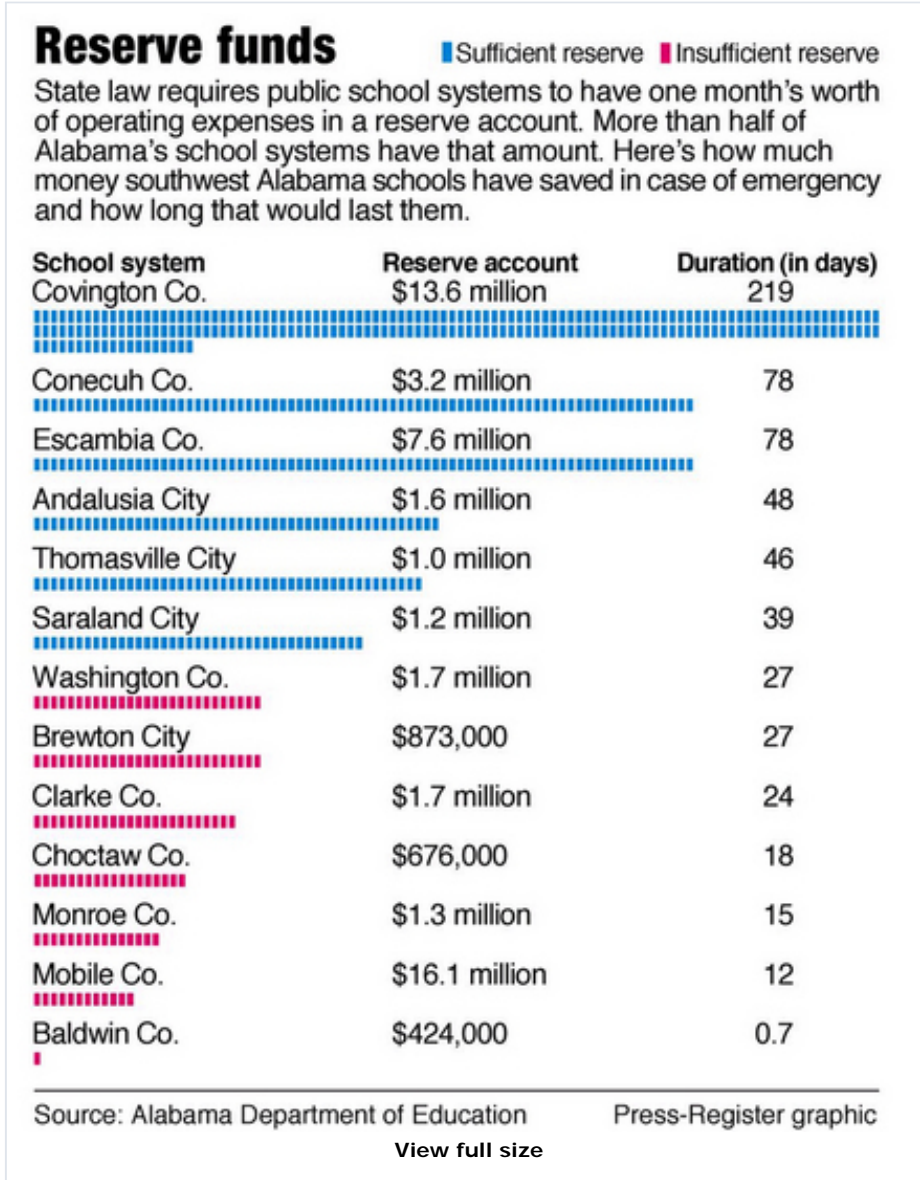 Reserve funds
Sufficient reserve Insufficient reserve
State law requires public school systems to have one month's worth
of operating expenses in a reserve account. More than half of
Alabama's school systems have that amount. Here's how much
money southwest Alabama schools have saved in case of emergency
and how long that would last them.
School system Reserve account Duration (in days)
Covington Co. $13.6 million 219
Conecuh Co. $3.2 million 78
Escambia Co. $7.6 million 78
Andalusia City $1.6 million 48
Thomasville City $1.0 million 46
Saraland City $1.2 million 39
Washington Co. $1.7 million 27
Brewton City $873,000 27
Clarke Co. $1.7 million 24
Choctaw Co. $676,000 18
Monroe Co. $1.3 million 15
Mobile Co. $16.1 million 12
Baldwin Co. $424,000 0.7
Source: Alabama Department of Education Press-Register graphic
View full size